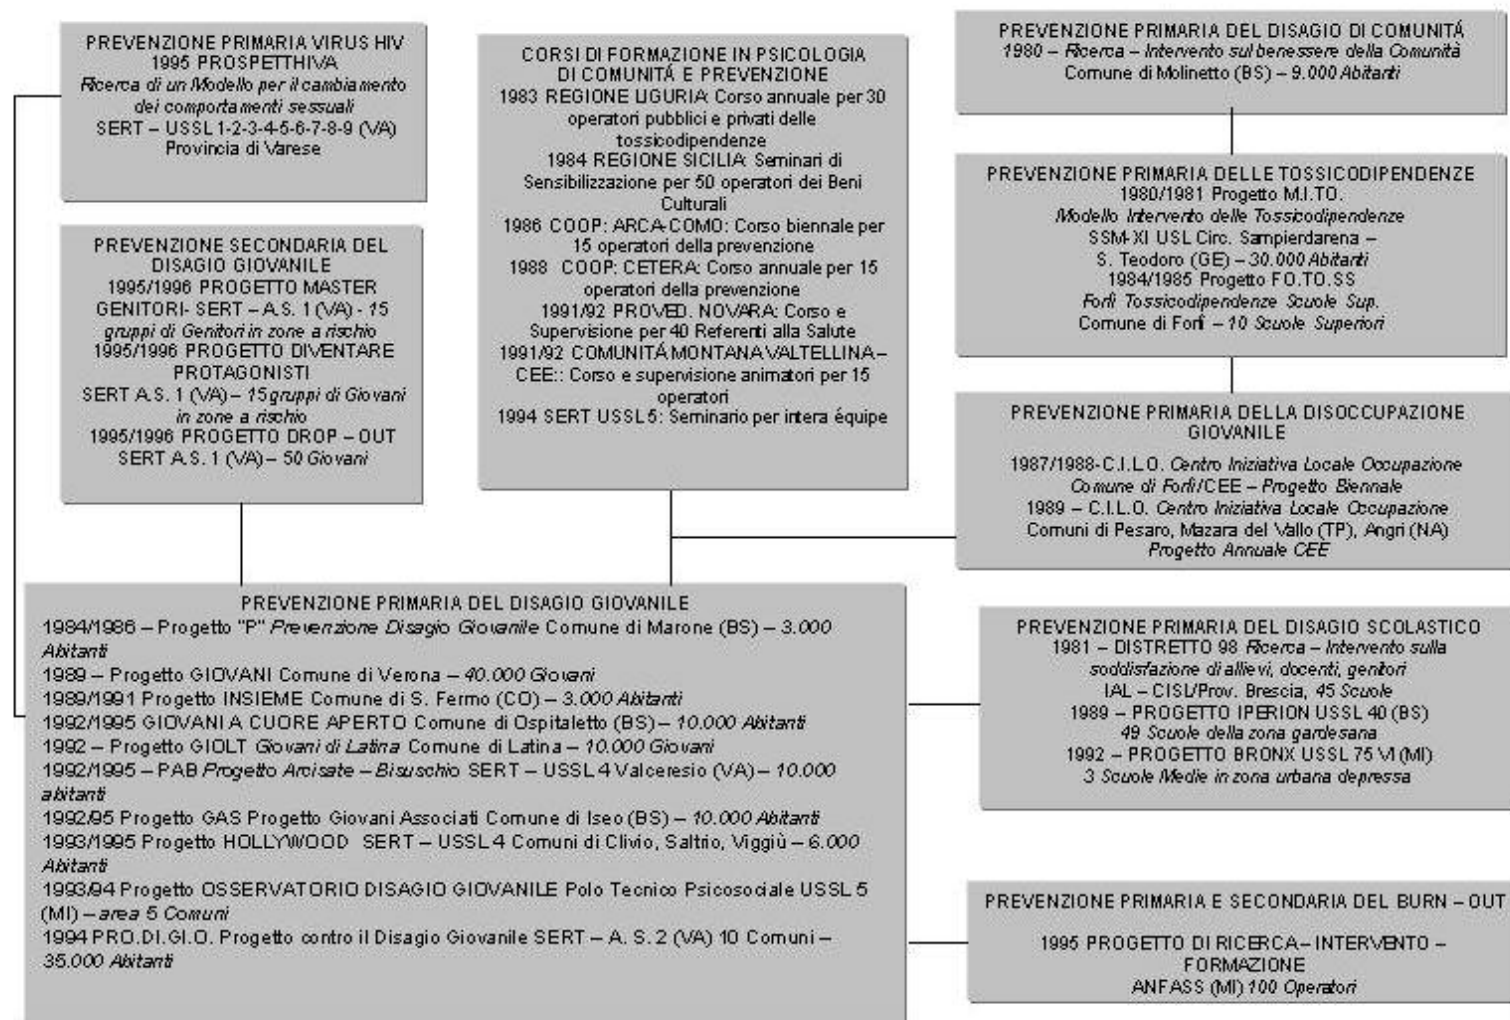 PREVENZIONE PRIMARIA VIRUS HIV
1995 PROSPETTHIVA
Ricerca di un Modello per il cambiamento
dei comportamenti sessuali
SERT – USSL 1-2-3-4-5-6-7-8-9 (VA)
Provincia di Varese
PREVENZIONE SECONDARIA DEL
DISAGIO GIOVANILE
1995/1996 PROGETTO MASTER
GENITORI- SERT – A.S. 1 (VA) - 15
gruppi di Genitori in zone a rischio
1995/1996 PROGETTO DIVENTARE
PROTAGONISTI
SERT A.S. 1 (VA) – 15 gruppi di Giovani
in zone a rischio
1995/1996 PROGETTO DROP – OUT
SERT A.S. 1 (VA) – 50 Giovani
CORSI DI FORMAZIONE IN PSICOLOGIA
DI COMUNITÁ E PREVENZIONE
1983 REGIONE LIGURIA: Corso annuale per 30
operatori pubblici e privati delle
tossicodipendenze
1984 REGIONE SICILIA: Seminari di
Sensibilizzazione per 50 operatori dei Beni
Culturali
1986 COOP: ARCA-COMO: Corso biennale per
15 operatori della prevenzione
1988 COOP: CETERA: Corso annuale per 15
operatori della prevenzione
1991/92 PROVED. NOVARA: Corso e
Supervisione per 40 Referenti alla Salute
1991/92 COMUNITÁ MONTANA VALTELLINA –
CEE:: Corso e supervisione animatori per 15
operatori
1994 SERT USSL 5: Seminario per intera équipe
PREVENZIONE PRIMARIA DEL DISAGIO DI COMUNITÁ
1980 – Ricerca – Intervento sul benessere della Comunità
Comune di Molinetto (BS) – 9.000 Abitanti
PREVENZIONE PRIMARIA DELLE TOSSICODIPENDENZE
1980/1981 Progetto M.I.TO.
Modello Intervento delle Tossicodipendenze
SSM-XI USL Circ. Sampierdarena –
S. Teodoro (GE) – 30.000 Abitanti
1984/1985 Progetto FO.TO.SS
Forlì Tossicodipendenze Scuole Sup.
Comune di Forlì – 10 Scuole Superiori
PREVENZIONE PRIMARIA DELLA DISOCCUPAZIONE
GIOVANILE
1987/1988-C.I.L.O. Centro Iniziativa Locale Occupazione
Comune di Forlì/CEE – Progetto Biennale
1989 – C.I.L.O. Centro Iniziativa Locale Occupazione
Comuni di Pesaro, Mazara del Vallo (TP), Angri (NA)
Progetto Annuale CEE
PREVENZIONE PRIMARIA DEL DISAGIO GIOVANILE
1984/1986 – Progetto "P" Prevenzione Disagio Giovanile Comune di Marone (BS) – 3.000
Abitanti
1989 – Progetto GIOVANI Comune di Verona – 40.000 Giovani
1989/1991 Progetto INSIEME Comune di S. Fermo (CO) – 3.000 Abitanti
1992/1995 GIOVANI A CUORE APERTO Comune di Ospitaletto (BS) – 10.000 Abitanti
1992 – Progetto GIOLT Giovani di Latina Comune di Latina – 10.000 Giovani
1992/1995 – PAB Progetto Arcisate – Bisuschio SERT – USSL 4 Valceresio (VA) – 10.000
abitanti
1992/95 Progetto GAS Progetto Giovani Associati Comune di Iseo (BS) – 10.000 Abitanti
1993/1995 Progetto HOLLYWOOD SERT – USSL 4 Comuni di Clivio, Saltrio, Viggiù – 6.000
Abitanti
1993/94 Progetto OSSERVATORIO DISAGIO GIOVANILE Polo Tecnico Psicosociale USSL 5
(MI) – area 5 Comuni
1994 PRO.DI.GI.O. Progetto contro il Disagio Giovanile SERT – A. S. 2 (VA) 10 Comuni –
35.000 Abitanti
PREVENZIONE PRIMARIA DEL DISAGIO SCOLASTICO
1981 – DISTRETTO 98 Ricerca – Intervento sulla
soddisfazione di allievi, docenti, genitori
IAL – CISL/Prov. Brescia, 45 Scuole
1989 – PROGETTO IPERION USSL 40 (BS)
49 Scuole della zona gardesana
1992 – PROGETTO BRONX USSL 75 VI (MI)
3 Scuole Medie in zona urbana depressa
PREVENZIONE PRIMARIA E SECONDARIA DEL BURN – OUT
1995 PROGETTO DI RICERCA – INTERVENTO –
FORMAZIONE
ANFASS (MI) 100 Operatori